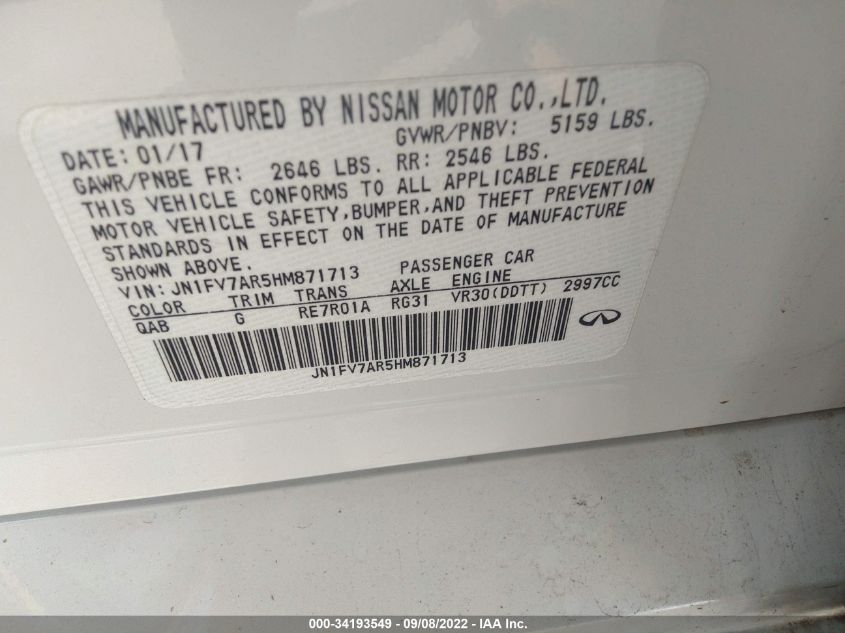 MANUFACTURED BY NISSAN MOTOR CO.,LTD.
DATE: 01/17 GVWR/PNBV: 5159 LBS.
GAWR/PNBE FR: 2646 LBS. RR: 2546 LBS.
THIS VEHICLE CONFORMS TO ALL APPLICABLE FEDERAL
MOTOR VEHICLE SAFETY,BUMPER,AND THEFT PREVENTION
STANDARDS IN EFFECT ON THE DATE OF MANUFACTURE
SHOWN ABOVE.
VIN: JN1FV7AR5HM871713 PASSENGER CAR
COLOR TRIM TRANS AXLE ENGINE
QAB G RE7R01A RG31 VR30(DDTT) 2997CC
JN1FV7AR5HM871713
000-34193549 - 09/08/2022 - IAA Inc.